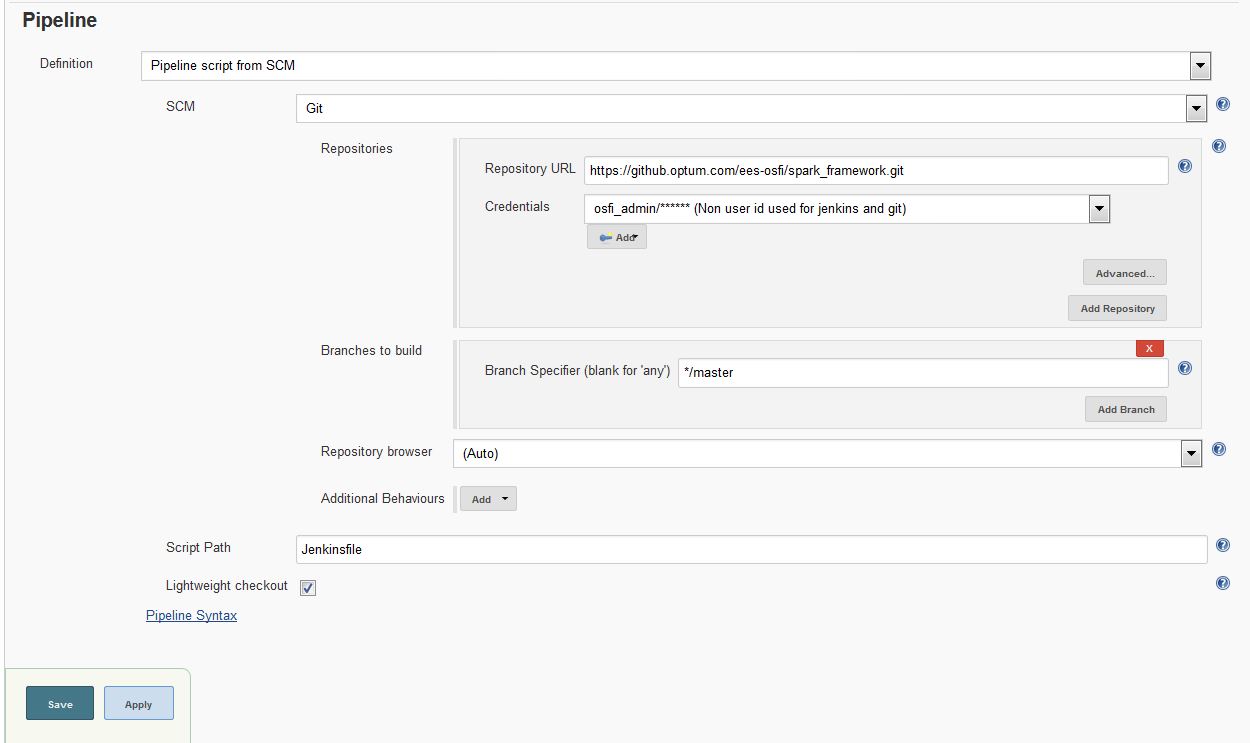 Pipeline
Definition
Pipeline script from SCM
SCM
Git
Repositories
Repository URL
https://github.optum.com/ees-osfi/spark_framework.git
Credentials
osfi_admin/****** (Non user id used for jenkins and git)
Add
Advanced...
Add Repository
Branches to build
X
Branch Specifier (blank for 'any')
*/master
Add Branch
Repository browser
(Auto)
Additional Behaviours
Add
Script Path
Jenkinsfile
Lightweight checkout
Pipeline Syntax
Save
Apply